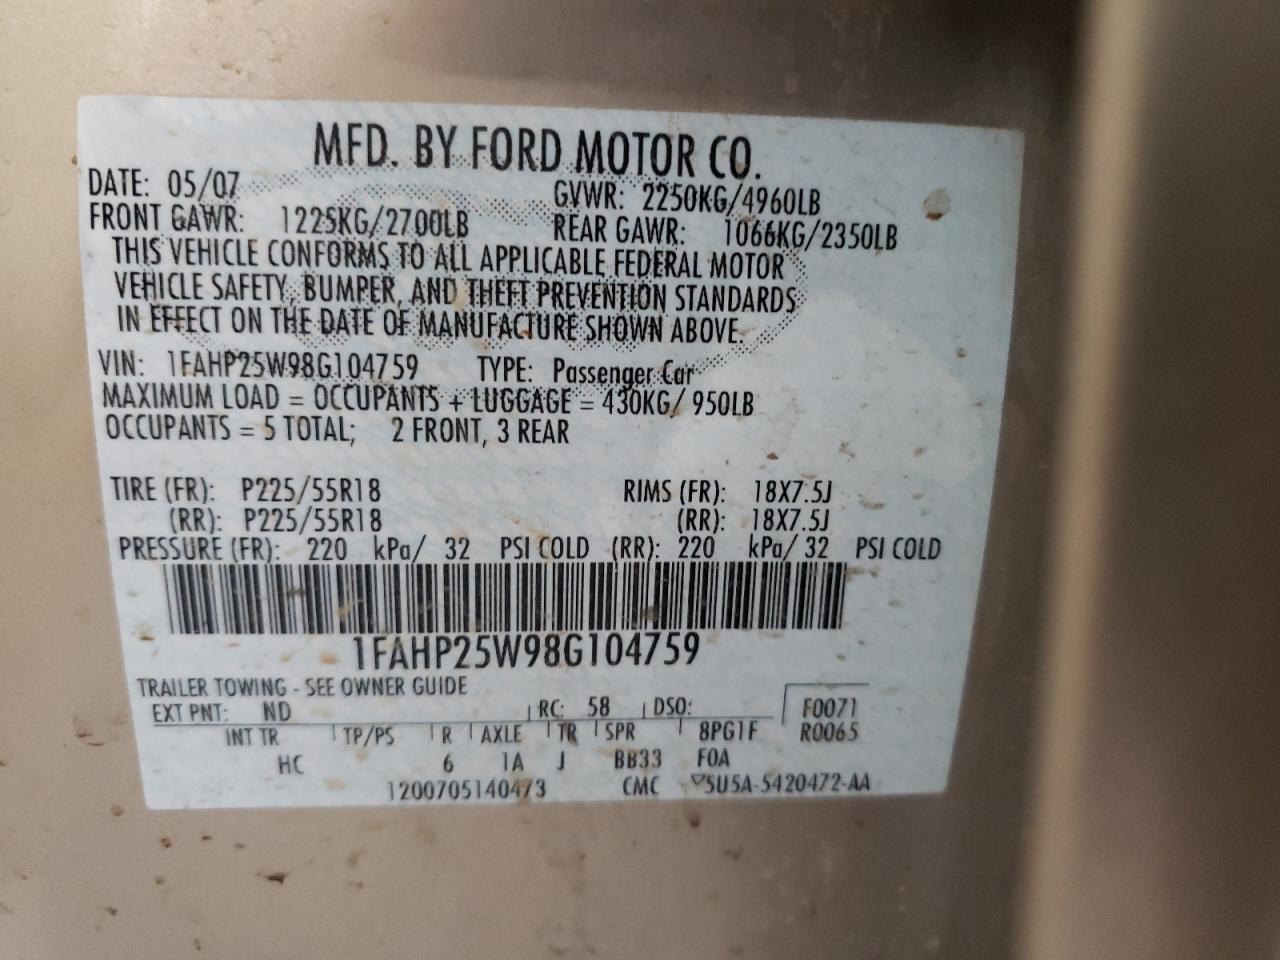 MFD. BY FORD MOTOR CO.
DATE: 05/07 GVWR: 2250KG/4960LB
FRONT GAWR: 1225KG/2700LB REAR GAWR: 1066KG/2350LB
THIS VEHICLE CONFORMS TO ALL APPLICABLE FEDERAL MOTOR
VEHICLE SAFETY, BUMPER, AND THEFT PREVENTION STANDARDS
IN EFFECT ON THE DATE OF MANUFACTURE SHOWN ABOVE.
VIN: 1FAHP25W98G104759 TYPE: Passenger Car
MAXIMUM LOAD = OCCUPANTS + LUGGAGE = 430KG/ 950LB
OCCUPANTS = 5 TOTAL; 2 FRONT, 3 REAR
TIRE (FR): P225/55R18 RIMS (FR): 18X7.5J
(RR): P225/55R18 (RR): 18X7.5J
PRESSURE (FR): 220 kPa/ 32 PSI COLD (RR): 220 kPa/ 32 PSI COLD
1FAHP25W98G104759
TRAILER TOWING - SEE OWNER GUIDE
EXT PNT: ND RC: 58 DSO: F0071
INT TR TP/PS R AXLE TR SPR 8PG1F R0065
HC 6 1A J BB33 F0A
1200705140473 CMC ▽5U5A-5420472-AA